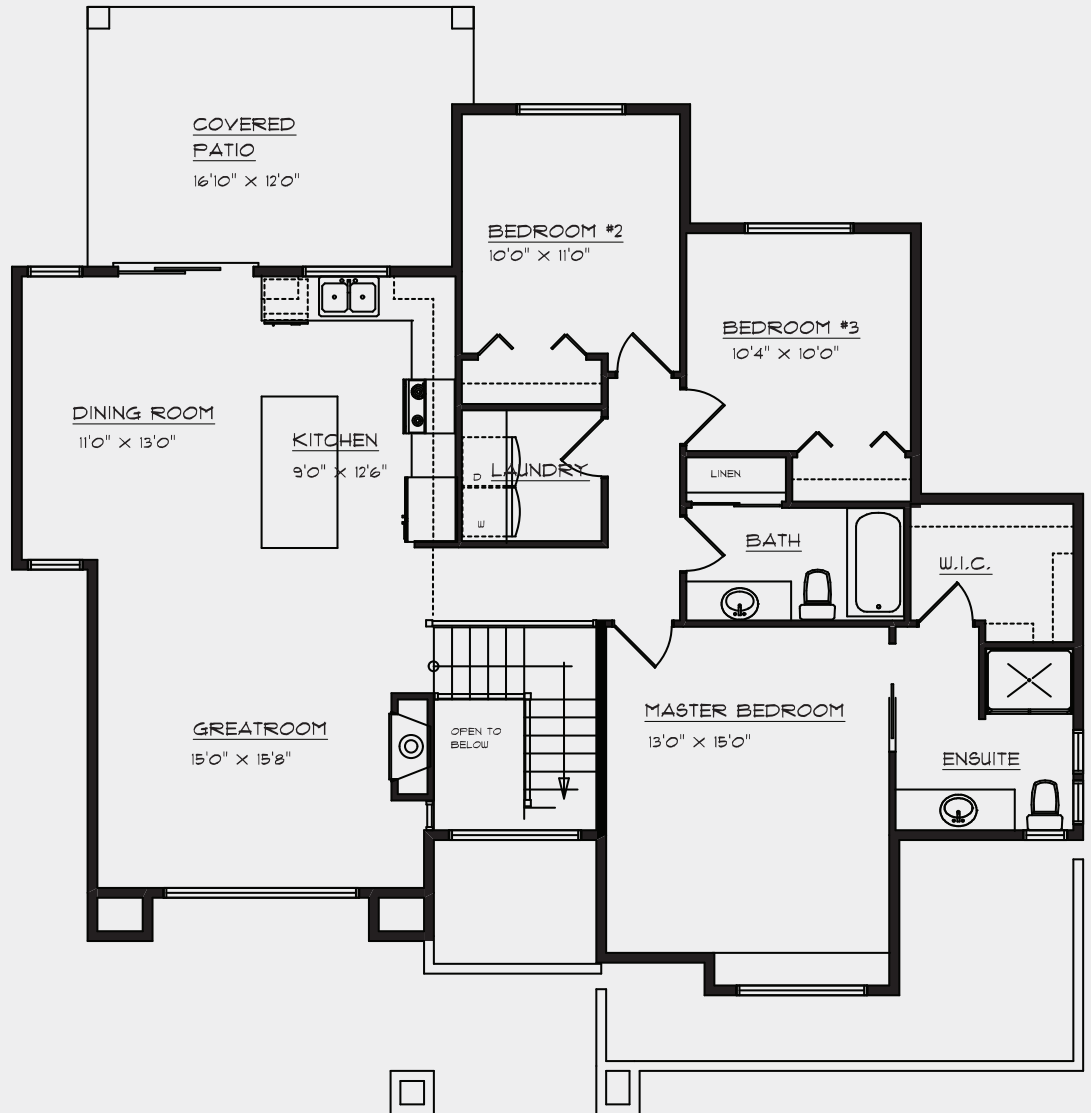 COVERED
PATIO
16'10" X 12'0"
BEDROOM #2
10'0" X 11'0"
BEDROOM #3
10'4" X 10'0"
DINING ROOM
11'0" X 13'0"
KITCHEN
9'0" X 12'6"
D
LAUNDRY
W
LINEN
BATH
W.I.C.
GREATROOM
15'0" X 15'8"
OPEN TO
BELOW
MASTER BEDROOM
13'0" X 15'0"
ENSUITE